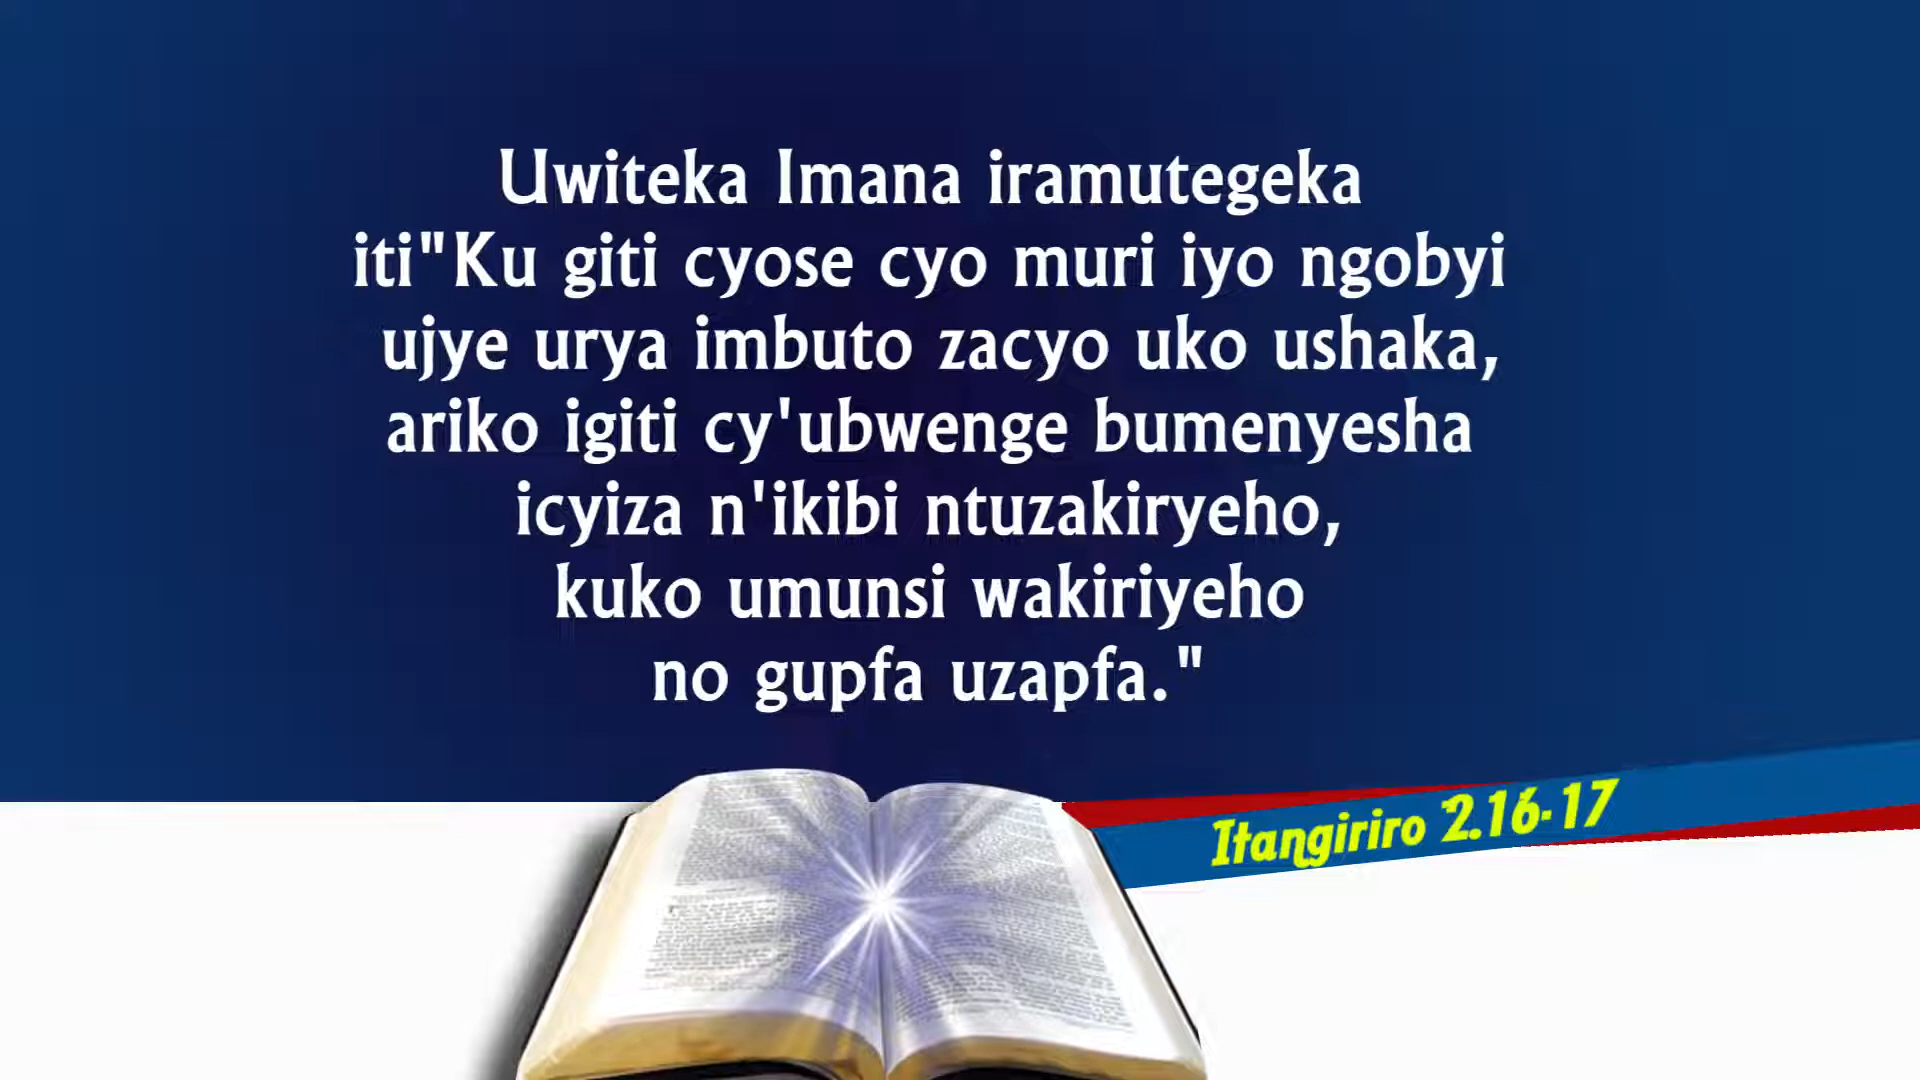 Uwiteka Imana iramutegeka
iti"Ku giti cyose cyo muri iyo ngobyi
ujye urya imbuto zacyo uko ushaka,
ariko igiti cy'ubwenge bumenyesha
icyiza n'ikibi ntuzakiryeho,
kuko umunsi wakiriyeho
no gupfa uzapfa."
Itangiriro 2.16-17